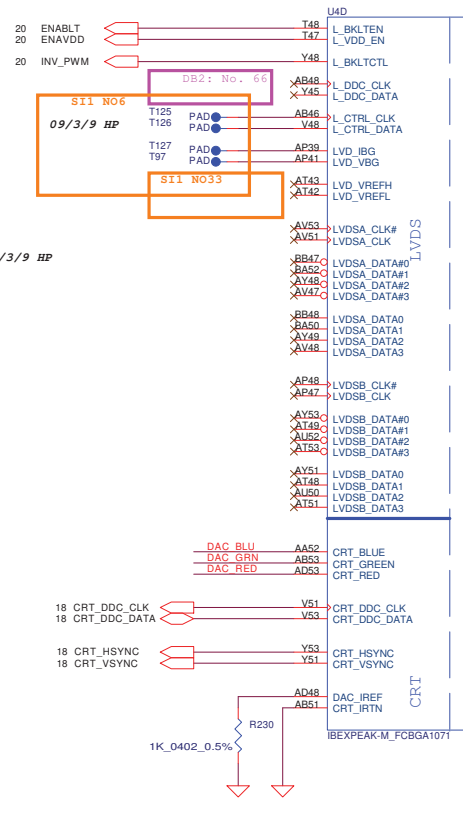 U4D
20 ENABLT T48 L_BKLTEN
20 ENAVDD T47 L_VDD_EN
20 INV_PWM Y48 L_BKLTCTL
DB2: No. 66
AB48 L_DDC_CLK
Y45 L_DDC_DATA
SI1 NO6
T125 PAD AB46 L_CTRL_CLK
09/3/9 HP T126 PAD V48 L_CTRL_DATA
T127 PAD AP39 LVD_IBG
T97 PAD AP41 LVD_VBG
SI1 NO33
AT43 LVD_VREFH
AT42 LVD_VREFL
LVDS
AV53 LVDSA_CLK#
AV51 LVDSA_CLK
/3/9 HP
BB47 LVDSA_DATA#0
BA52 LVDSA_DATA#1
AY48 LVDSA_DATA#2
AV47 LVDSA_DATA#3
BB48 LVDSA_DATA0
BA50 LVDSA_DATA1
AY49 LVDSA_DATA2
AV48 LVDSA_DATA3
AP48 LVDSB_CLK#
AP47 LVDSB_CLK
AY53 LVDSB_DATA#0
AT49 LVDSB_DATA#1
AU52 LVDSB_DATA#2
AT53 LVDSB_DATA#3
AY51 LVDSB_DATA0
AT48 LVDSB_DATA1
AU50 LVDSB_DATA2
AT51 LVDSB_DATA3
DAC_BLU AA52 CRT_BLUE
DAC_GRN AB53 CRT_GREEN
DAC_RED AD53 CRT_RED
18 CRT_DDC_CLK V51 CRT_DDC_CLK
18 CRT_DDC_DATA V53 CRT_DDC_DATA
18 CRT_HSYNC Y53 CRT_HSYNC
18 CRT_VSYNC Y51 CRT_VSYNC
CRT
AD48 DAC_IREF
AB51 CRT_IRTN
R230
IBEXPEAK-M_FCBGA1071
1K_0402_0.5%